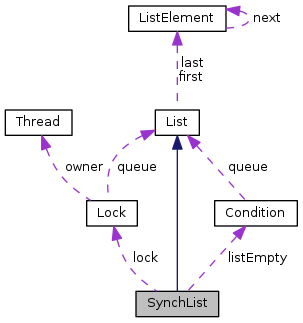 ListElement
next
last
first
Thread
List
owner
queue
queue
Lock
Condition
lock
listEmpty
SynchList